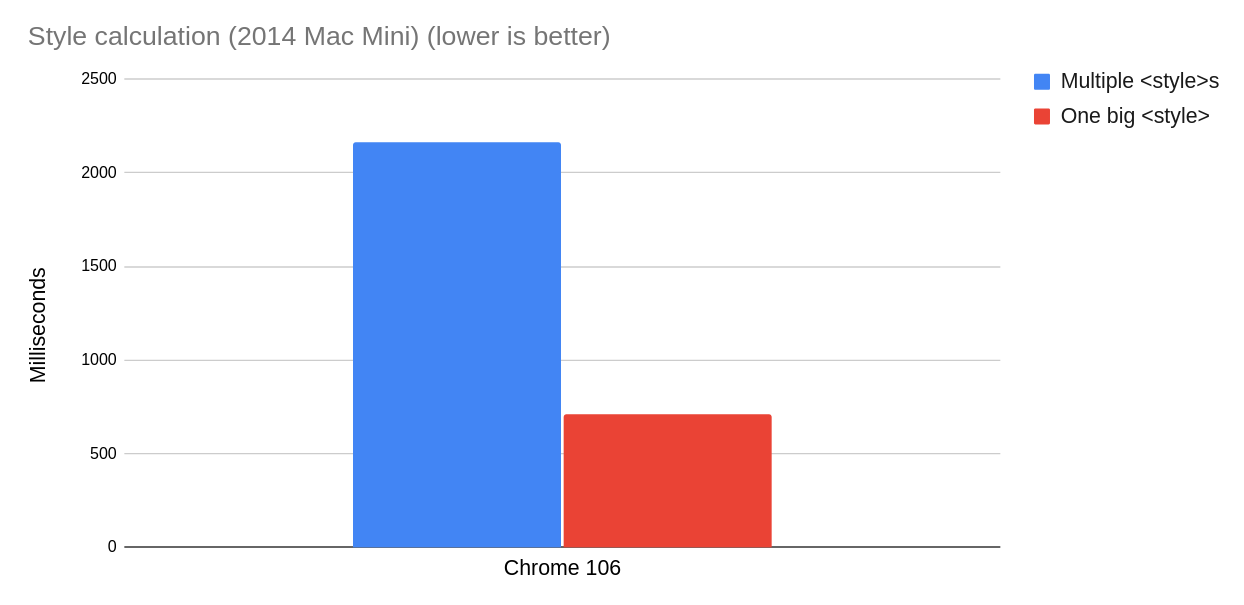 Style calculation (2014 Mac Mini) (lower is better)
Multiple <style>s
One big <style>
Milliseconds
2500
2000
1500
1000
500
0
Chrome 106